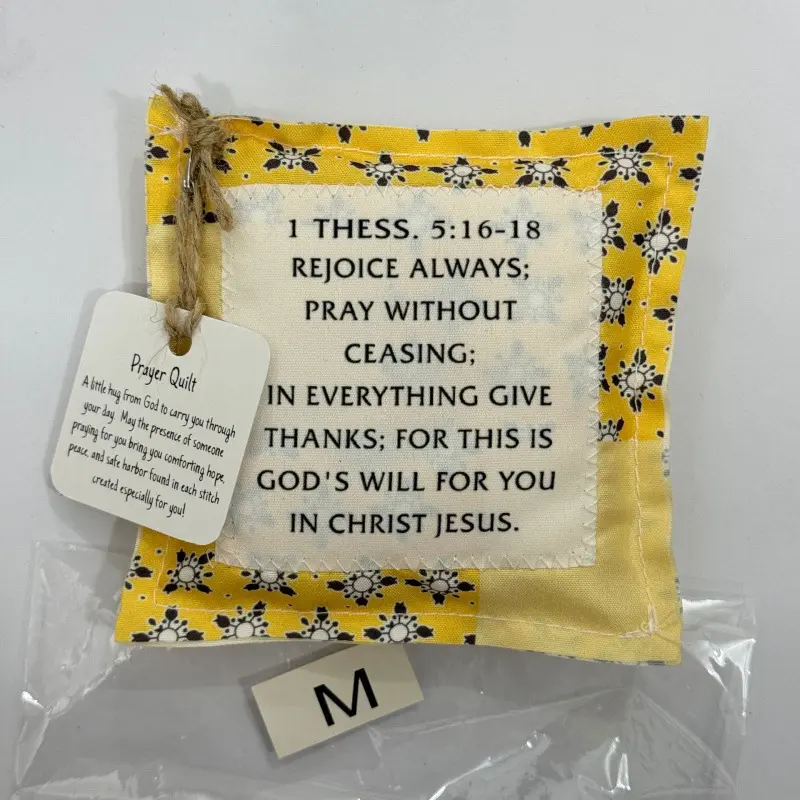 1 THESS. 5:16-18
REJOICE ALWAYS;
PRAY WITHOUT
CEASING;
IN EVERYTHING GIVE
THANKS; FOR THIS IS
GOD'S WILL FOR YOU
IN CHRIST JESUS.
Prayer Quilt
A little hug from God to carry you through
your day. May the presence of someone
praying for you bring you comforting hope,
peace, and safe harbor found in each stitch
created especially for you!
M